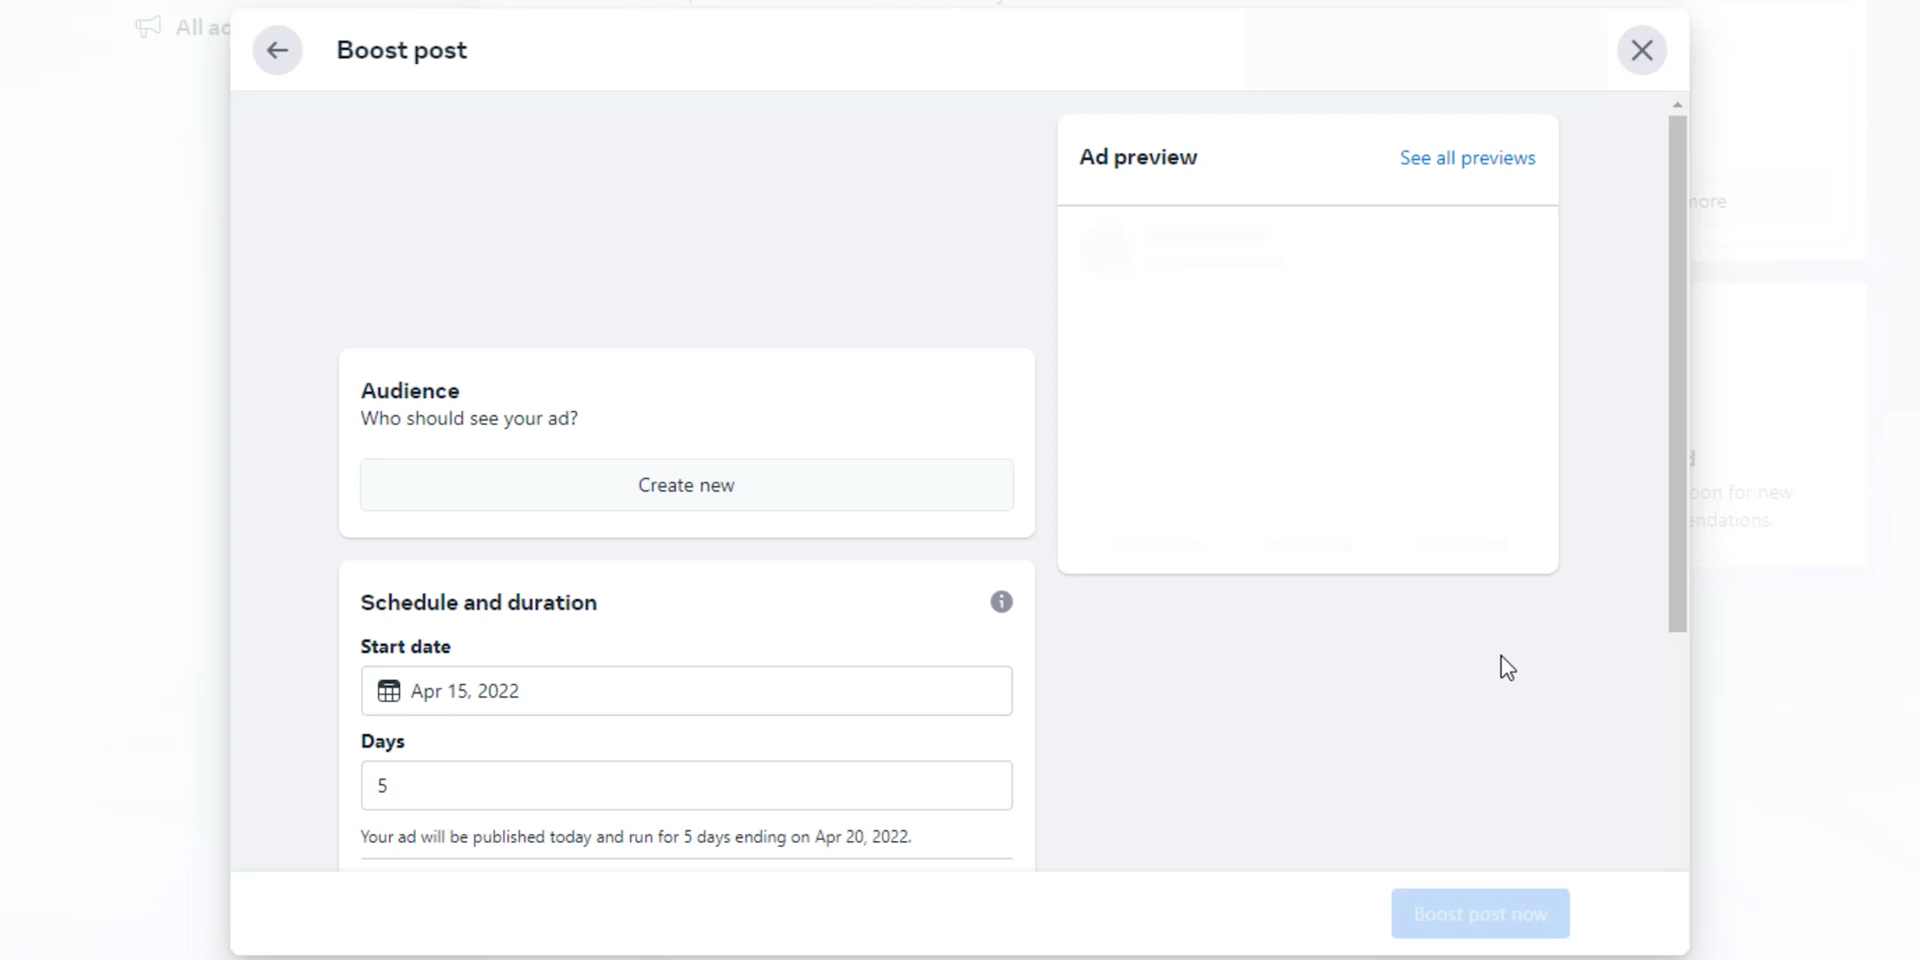 All ad
Boost post
Ad preview
See all previews
more
Audience
Who should see your ad?
Create new
oon for new
endations.
Schedule and duration
Start date
Apr 15, 2022
Days
5
Your ad will be published today and run for 5 days ending on Apr 20, 2022.
Boost post now